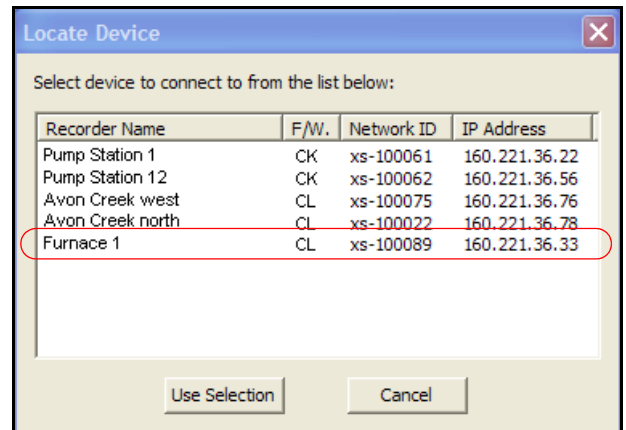 Locate Device
Select device to connect to from the list below:
Recorder Name F/W. Network ID IP Address
Pump Station 1 CK xs-100061 160.221.36.22
Pump Station 12 CK xs-100062 160.221.36.56
Avon Creek west CL xs-100075 160.221.36.76
Avon Creek north CL xs-100022 160.221.36.78
Furnace 1 CL xs-100089 160.221.36.33
Use Selection Cancel